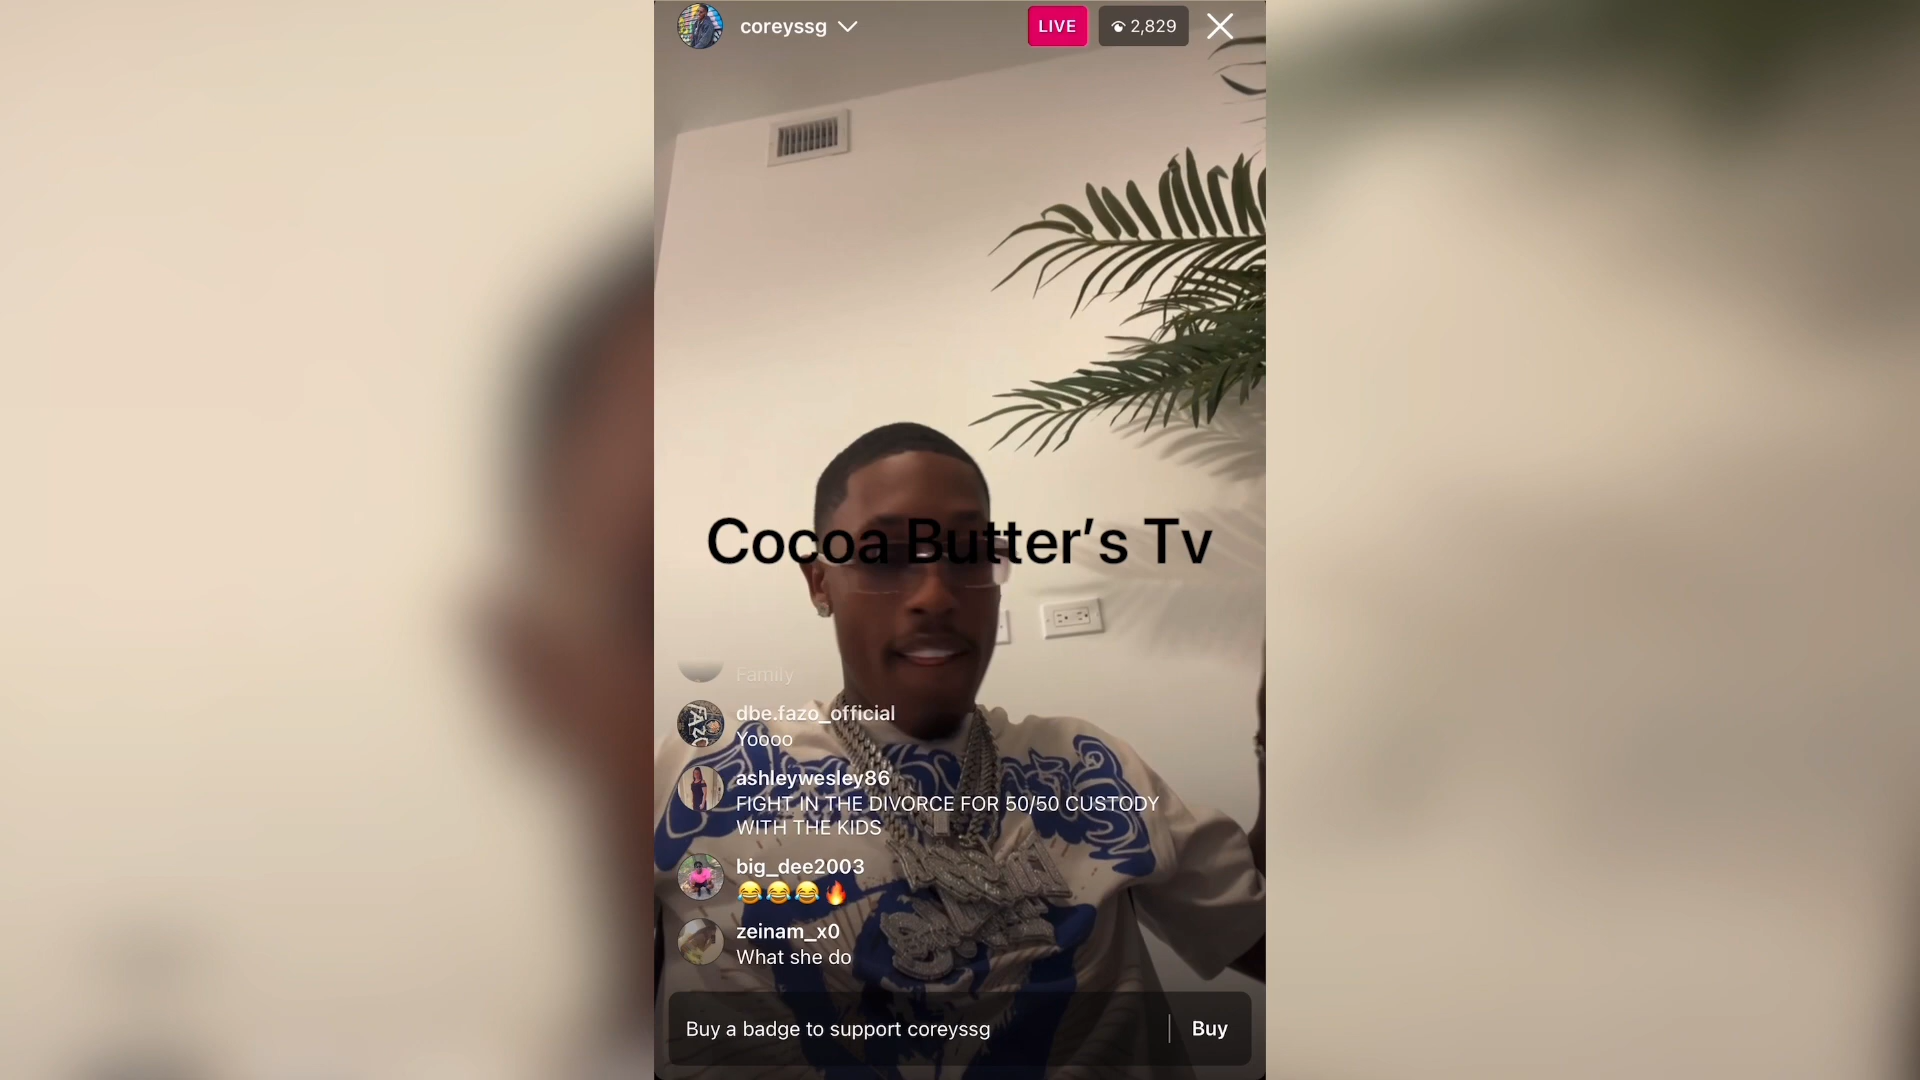 coreyssg
LIVE
2,829
Cocoa Butter’s Tv
Family
dbe.fazo_official
Yoooo
ashleywesley86
FIGHT IN THE DIVORCE FOR 50/50 CUSTODY
WITH THE KIDS
big_dee2003
😂😂😂🔥
zeinam_x0
What she do
Buy a badge to support coreyssg
Buy